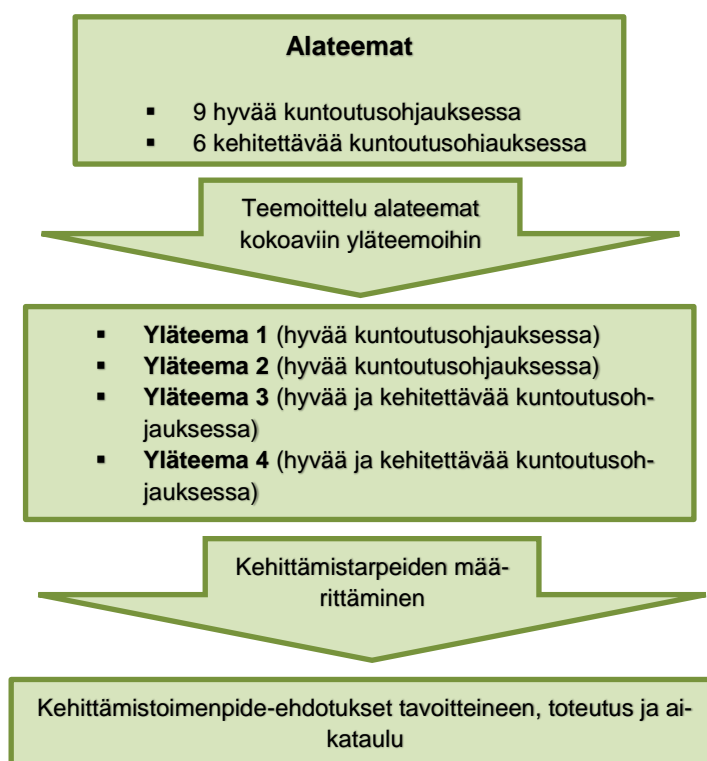 Alateemat
▪ 9 hyvää kuntoutusohjauksessa
▪ 6 kehitettävää kuntoutusohjauksessa
Teemoittelu alateemat
kokoaviin yläteemoihin
▪ Yläteema 1 (hyvää kuntoutusohjauksessa)
▪ Yläteema 2 (hyvää kuntoutusohjauksessa)
▪ Yläteema 3 (hyvää ja kehitettävää kuntoutusoh-
jauksessa)
▪ Yläteema 4 (hyvää ja kehitettävää kuntoutusoh-
jauksessa)
Kehittämistarpeiden mää-
rittäminen
Kehittämistoimenpide-ehdotukset tavoitteineen, toteutus ja ai-
kataulu